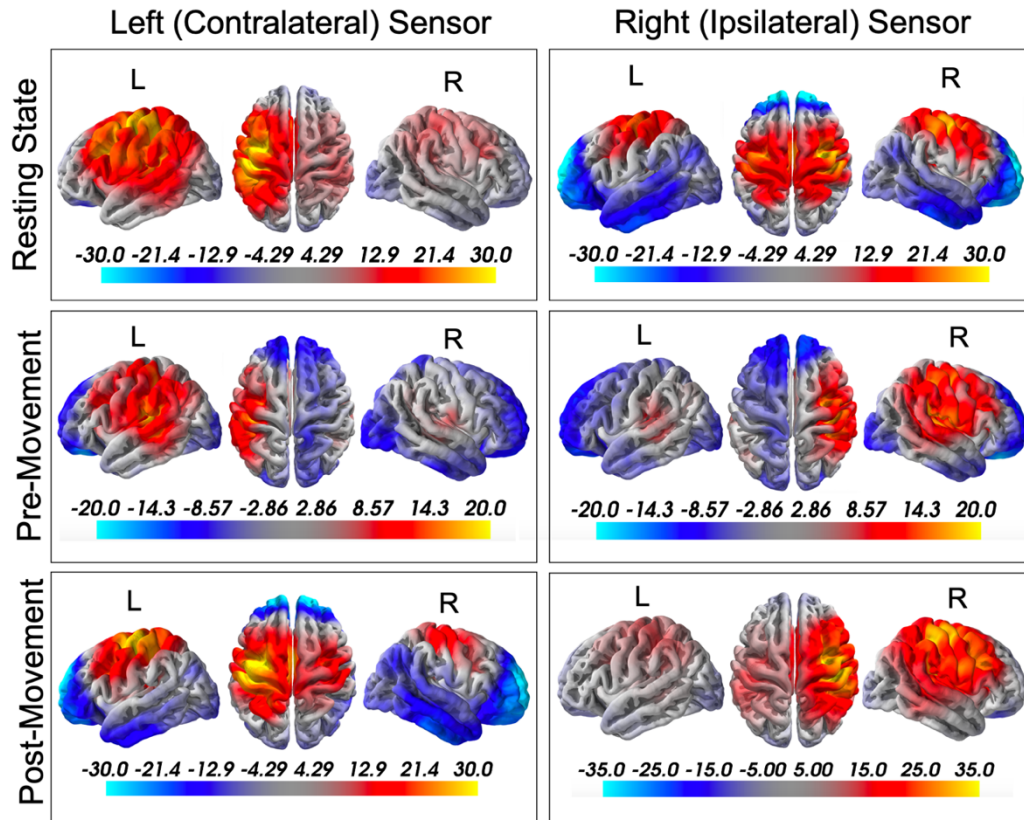 Left (Contralateral) Sensor
Right (Ipsilateral) Sensor
Resting State
L
R
-30.0 -21.4 -12.9 -4.29 4.29 12.9 21.4 30.0
L
R
-30.0 -21.4 -12.9 -4.29 4.29 12.9 21.4 30.0
Pre-Movement
L
R
-20.0 -14.3 -8.57 -2.86 2.86 8.57 14.3 20.0
L
R
-20.0 -14.3 -8.57 -2.86 2.86 8.57 14.3 20.0
Post-Movement
L
R
-30.0 -21.4 -12.9 -4.29 4.29 12.9 21.4 30.0
L
R
-35.0 -25.0 -15.0 -5.00 5.00 15.0 25.0 35.0